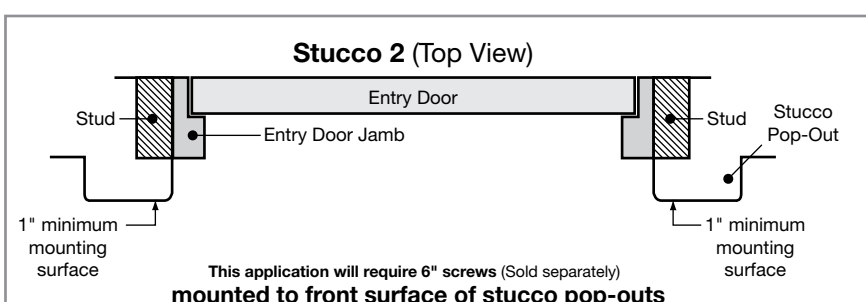 Stucco 2 (Top View)
Entry Door
Stud
Entry Door Jamb
Stud
Stucco
Pop-Out
1" minimum
mounting
surface
1" minimum
mounting
surface
This application will require 6" screws (Sold separately)
mounted to front surface of stucco pop-outs